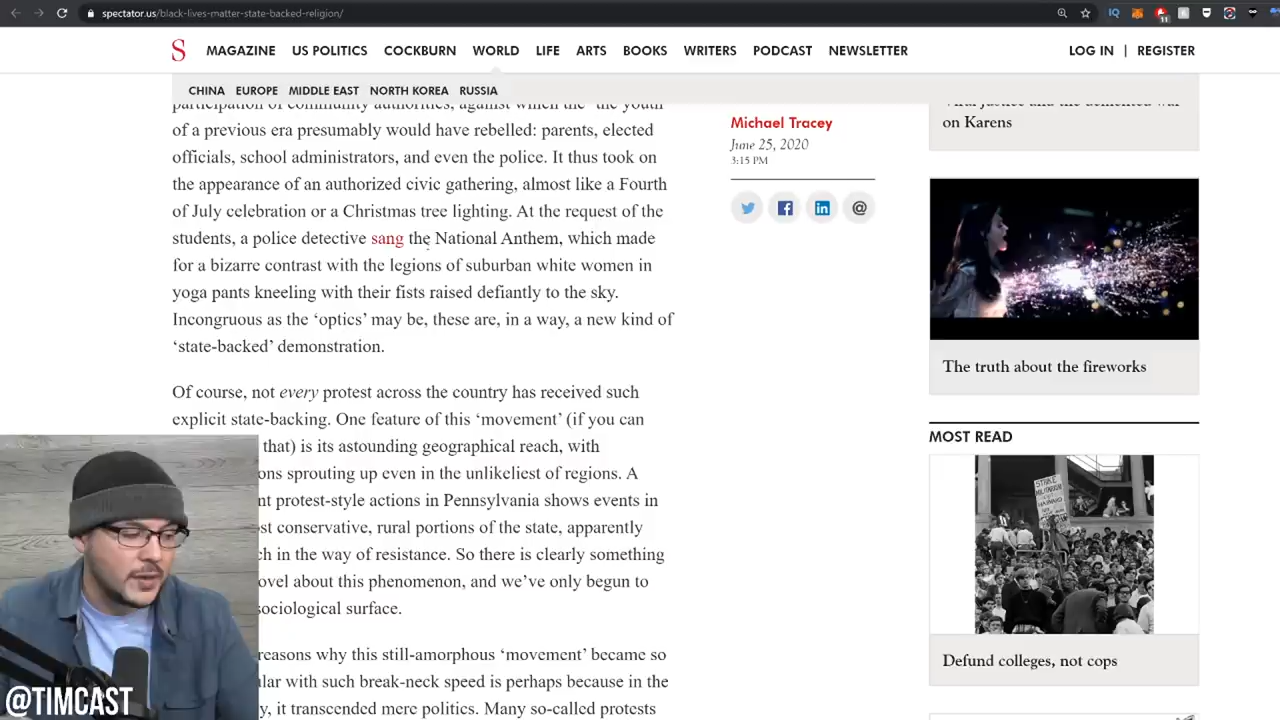 spectator.us/black-lives-matter-state-backed-religion/
IQ
11
S MAGAZINE US POLITICS COCKBURN WORLD LIFE ARTS BOOKS WRITERS PODCAST NEWSLETTER LOG IN | REGISTER
CHINA EUROPE MIDDLE EAST NORTH KOREA RUSSIA
participation of community authorities, against which the 'the youth
of a previous era presumably would have rebelled: parents, elected
officials, school administrators, and even the police. It thus took on
the appearance of an authorized civic gathering, almost like a Fourth
of July celebration or a Christmas tree lighting. At the request of the
students, a police detective sang the National Anthem, which made
for a bizarre contrast with the legions of suburban white women in
yoga pants kneeling with their fists raised defiantly to the sky.
Incongruous as the 'optics' may be, these are, in a way, a new kind of
'state-backed' demonstration.
Of course, not every protest across the country has received such
explicit state-backing. One feature of this 'movement' (if you can
that) is its astounding geographical reach, with
ons sprouting up even in the unlikeliest of regions. A
nt protest-style actions in Pennsylvania shows events in
st conservative, rural portions of the state, apparently
ch in the way of resistance. So there is clearly something
ovel about this phenomenon, and we've only begun to
sociological surface.
reasons why this still-amorphous 'movement' became so
lar with such break-neck speed is perhaps because in the
y, it transcended mere politics. Many so-called protests
Michael Tracey
June 25, 2020
3:15 PM
Viral justice and the demented war
on Karens
The truth about the fireworks
MOST READ
STRIKE
Defund colleges, not cops
@TIMCAST